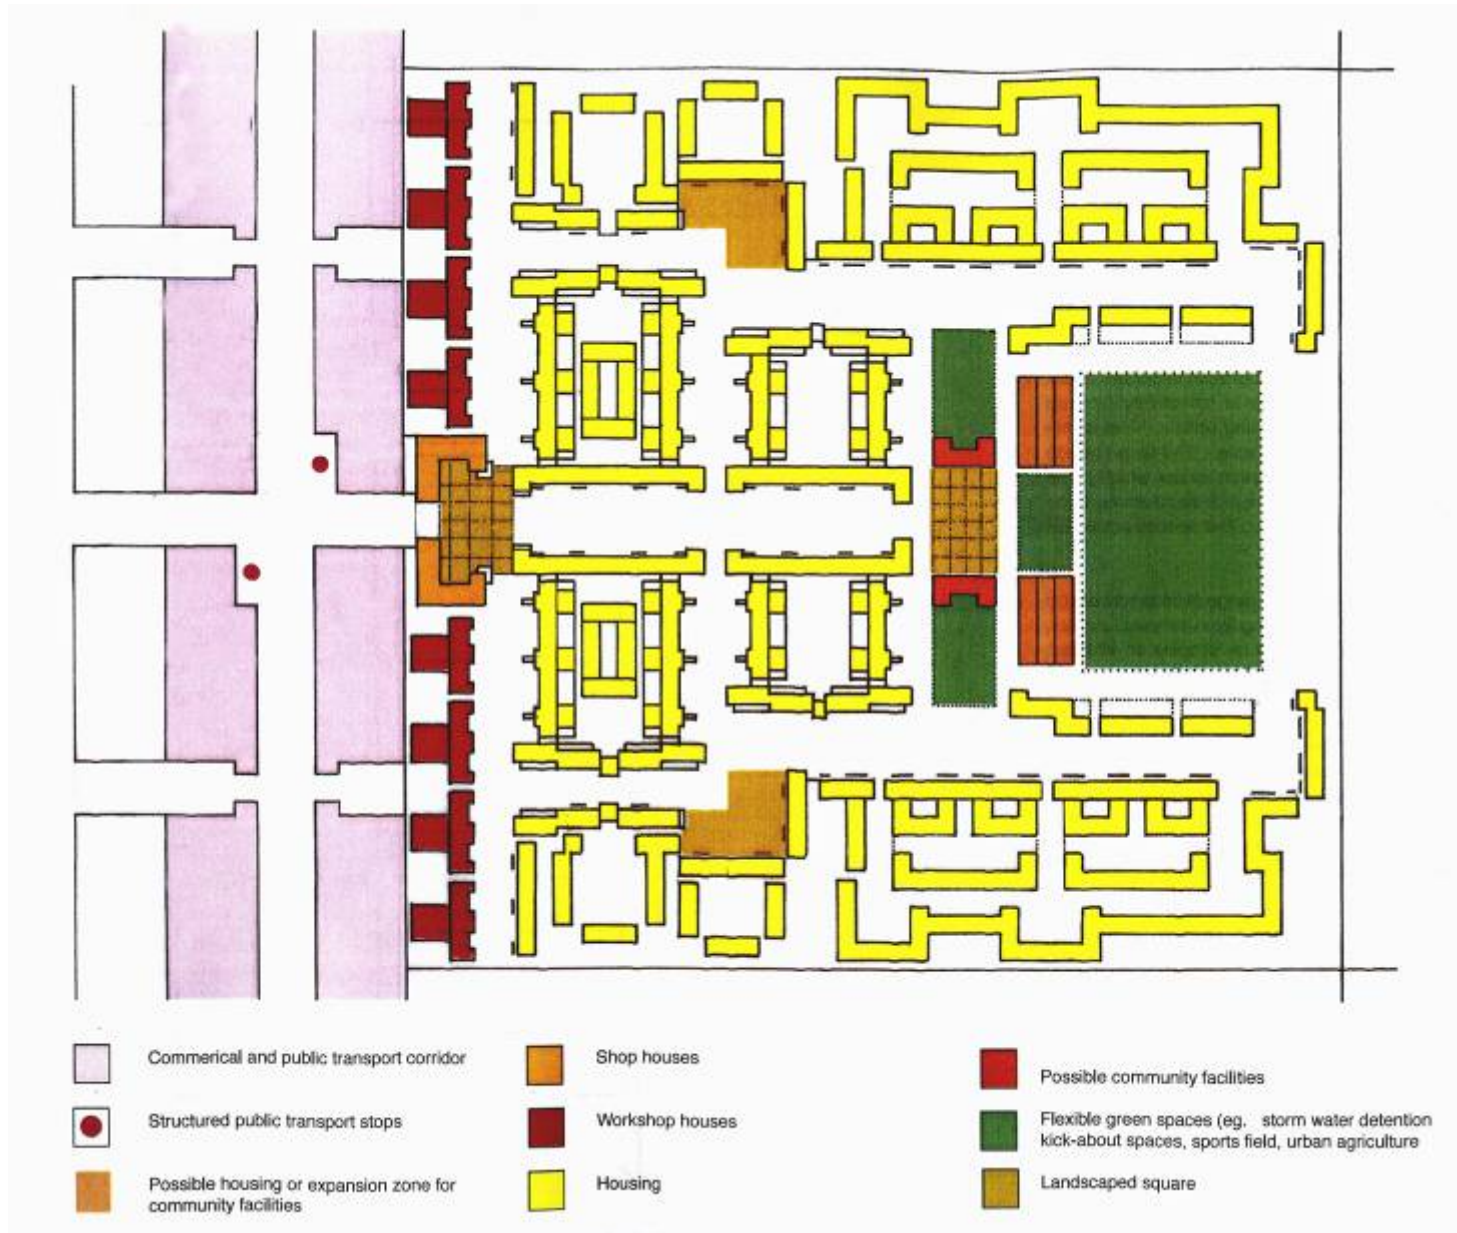 Commerical and public transport corridor
Structured public transport stops
Possible housing or expansion zone for
community facilities
Shop houses
Workshop houses
Housing
Possible community facilities
Flexible green spaces (eg, storm water detention
kick-about spaces, sports field, urban agriculture
Landscaped square